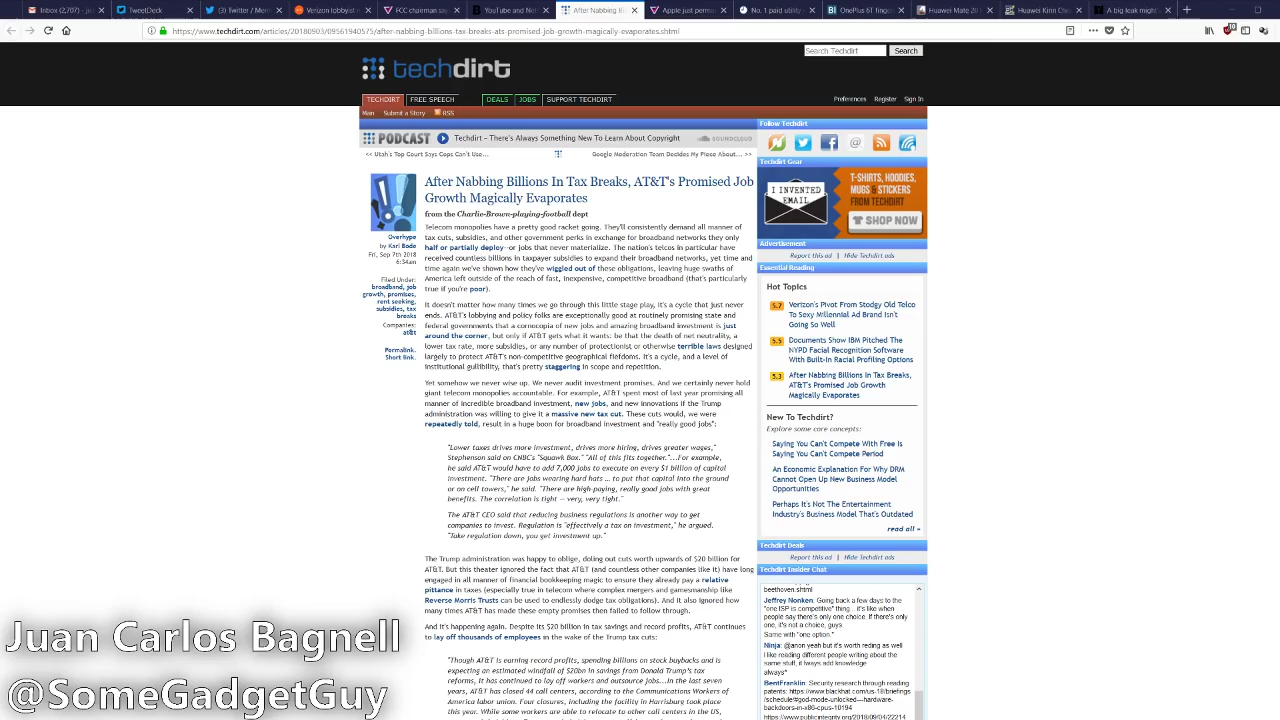 Inbox (2,707) - jua
TweetDeck
(3) Twitter / Mem
Verizon lobbyist n
FCC chairman say
YouTube and Net
After Nabbing Bi
Apple just perma
No. 1 paid utility
OnePlus 6T finger
Huawei Mate 20
Huawei Kirin
A big leak might
https://www.techdirt.com/articles/20180903/09561940575/after-nabbing-billions-tax-breaks-ats-promised-job-growth-magically-evaporates.shtml
Search Techdirt
Search
techdirt
TECHDIRT
FREE SPEECH
DEALS
JOBS
SUPPORT TECHDIRT
Preferences
Register
Sign In
Main
Submit a Story
RSS
PODCAST
Techdirt - There's Always Something New To Learn About Copyright
SOUNDCLOUD
<< Utah's Top Court Says Cops Can't Use...
Google Moderation Team Decides My Piece About... >>
After Nabbing Billions In Tax Breaks, AT&T's Promised Job
Growth Magically Evaporates
from the Charlie-Brown-playing-football dept
Overhype
by Karl Bode
Fri, Sep 7th 2018
6:34am
Filed Under:
broadband, job
growth, promises,
rent seeking,
subsidies, tax
breaks
Companies:
at&t
Permalink.
Short link.
Telecom monopolies have a pretty good racket going. They'll consistently demand all manner of
tax cuts, subsidies, and other government perks in exchange for broadband networks they only
half or partially deploy--or jobs that never materialize. The nation's telcos in particular have
received countless billions in taxpayer subsidies to expand their broadband networks, yet time and
time again we've shown how they've wiggled out of these obligations, leaving huge swaths of
America left outside of the reach of fast, inexpensive, competitive broadband (that's particularly
true if you're poor).
It doesn't matter how many times we go through this little stage play, it's a cycle that just never
ends. AT&T's lobbying and policy folks are exceptionally good at routinely promising state and
federal governments that a cornocopia of new jobs and amazing broadband investment is just
around the corner, but only if AT&T gets what it wants: be that the death of net neutrality, a
lower tax rate, more subsidies, or any number of protectionist or otherwise terrible laws designed
largely to protect AT&T's non-competitive geographical fiefdoms. It's a cycle, and a level of
institutional gullibility, that's pretty staggering in scope and repetition.
Yet somehow we never wise up. We never audit investment promises. And we certainly never hold
giant telecom monopolies accountable. For example, AT&T spent most of last year promising all
manner of incredible broadband investment, new jobs, and new innovations if the Trump
administration was willing to give it a massive new tax cut. These cuts would, we were
repeatedly told, result in a huge boon for broadband investment and "really good jobs":
"Lower taxes drives more investment, drives more hiring, drives greater wages,"
Stephenson said on CNBC's "Squawk Box." "All of this fits together."...For example,
he said AT&T would have to add 7,000 jobs to execute on every $1 billion of capital
investment. "There are jobs wearing hard hats ... to put that capital into the ground
or on cell towers," he said. "There are high-paying, really good jobs with great
benefits. The correlation is tight — very, very tight."
The AT&T CEO said that reducing business regulations is another way to get
companies to invest. Regulation is "effectively a tax on investment," he argued.
"Take regulation down, you get investment up."
The Trump administration was happy to oblige, doling out cuts worth upwards of $20 billion for
AT&T. But this theater ignored the fact that AT&T (and countless other companies like it) have long
engaged in all manner of financial bookkeeping magic to ensure they already pay a relative
pittance in taxes (especially true in telecom where complex mergers and gamesmanship like
Reverse Morris Trusts can be used to endlessly dodge tax obligations). And it also ignored how
many times AT&T has made these empty promises then failed to follow through.
And it's happening again. Despite its $20 billion in tax savings and record profits, AT&T continues
to lay off thousands of employees in the wake of the Trump tax cuts:
"Though AT&T is earning record profits, spending billions on stock buybacks and is
expecting an estimated windfall of $20bn in savings from Donald Trump's tax
reforms, it has continued to lay off workers and outsource jobs...In the last seven
years, AT&T has closed 44 call centers, according to the Communications Workers of
America labor union. Four closures, including the facility in Harrisburg took place
this year. While some workers are able to relocate to other call centers in the US,
Follow Techdirt
Techdirt Gear
I INVENTED
EMAIL
T-SHIRTS, HOODIES,
MUGS & STICKERS
FROM TECHDIRT
SHOP NOW
Advertisement
Report this ad | Hide Techdirt ads
Essential Reading
Hot Topics
5.7 Verizon's Pivot From Stodgy Old Telco
To Sexy Millennial Ad Brand Isn't
Going So Well
5.5 Documents Show IBM Pitched The
NYPD Facial Recognition Software
With Built-In Racial Profiling Options
5.3 After Nabbing Billions In Tax Breaks,
AT&T's Promised Job Growth
Magically Evaporates
New To Techdirt?
Explore some core concepts:
Saying You Can't Compete With Free Is
Saying You Can't Compete Period
An Economic Explanation For Why DRM
Cannot Open Up New Business Model
Opportunities
Perhaps It's Not The Entertainment
Industry's Business Model That's Outdated
read all »
Techdirt Deals
Report this ad | Hide Techdirt ads
Techdirt Insider Chat
beethoven.shtml
Jeffrey Nonken: Going back a few days to the
"one ISP is competitive" thing... it's like when
people say there's only one choice. If there's only
one, it's not a choice, guys.
Same with "one option."
Ninja: @anon yeah but it's worth reding as well
I like reading different people writing about the
same stuff, it lways add knowledge
always*
BentFranklin: Security research through reading
patents: https://www.blackhat.com/us-18/briefings
/schedule/#god-mode-unlocked---hardware-
backdoors-in-x86-cpus-10194
https://www.publicintegrity.org/2018/09/04/22214
Juan Carlos Bagnell
@SomeGadgetGuy